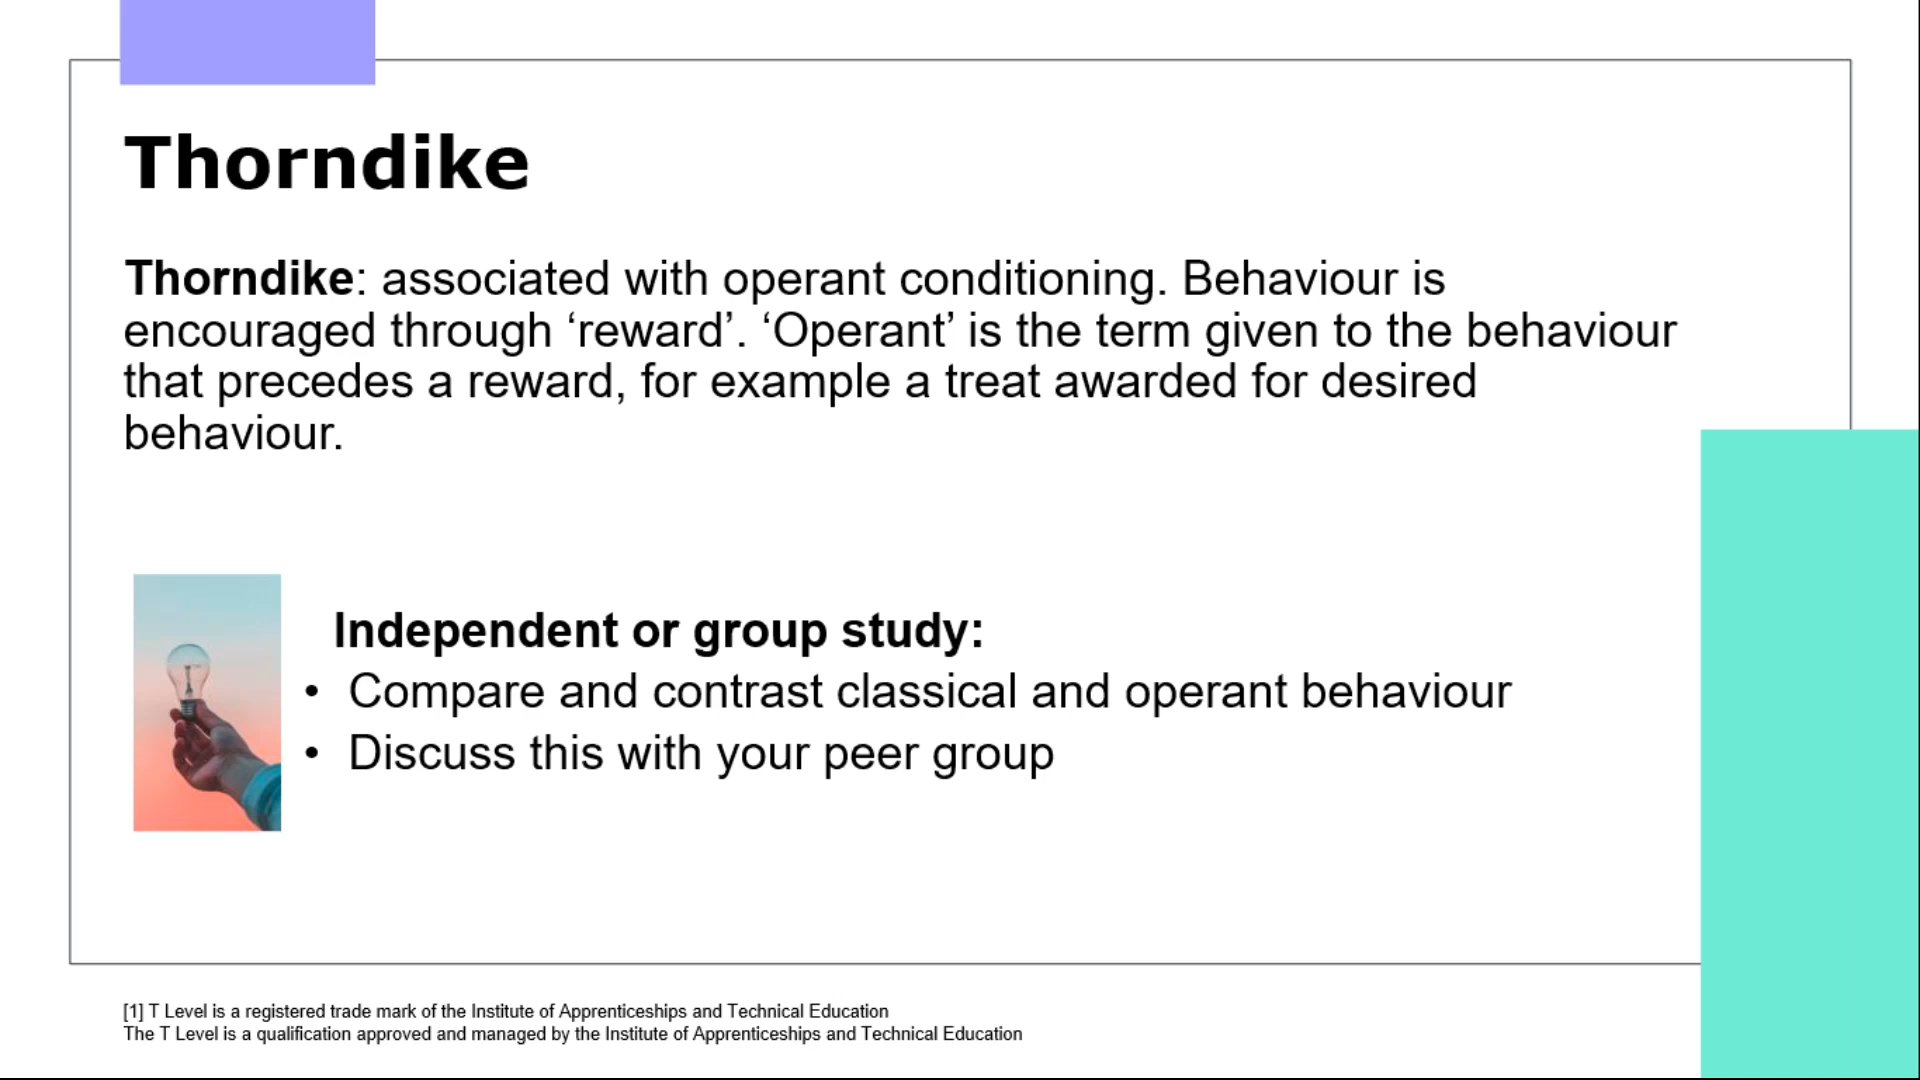 Thorndike
Thorndike: associated with operant conditioning. Behaviour is
encouraged through ‘reward’. ‘Operant’ is the term given to the behaviour
that precedes a reward, for example a treat awarded for desired
behaviour.
Independent or group study:
• Compare and contrast classical and operant behaviour
• Discuss this with your peer group
[1] T Level is a registered trade mark of the Institute of Apprenticeships and Technical Education
The T Level is a qualification approved and managed by the Institute of Apprenticeships and Technical Education